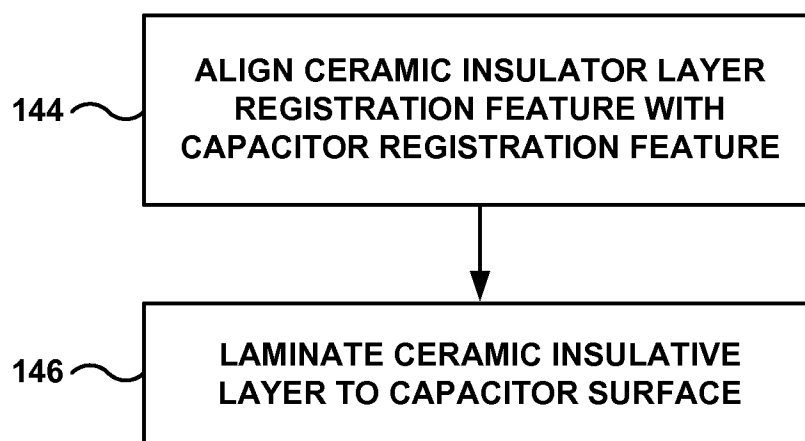 144
ALIGN CERAMIC INSULATOR LAYER
REGISTRATION FEATURE WITH
CAPACITOR REGISTRATION FEATURE
146
LAMINATE CERAMIC INSULATIVE
LAYER TO CAPACITOR SURFACE